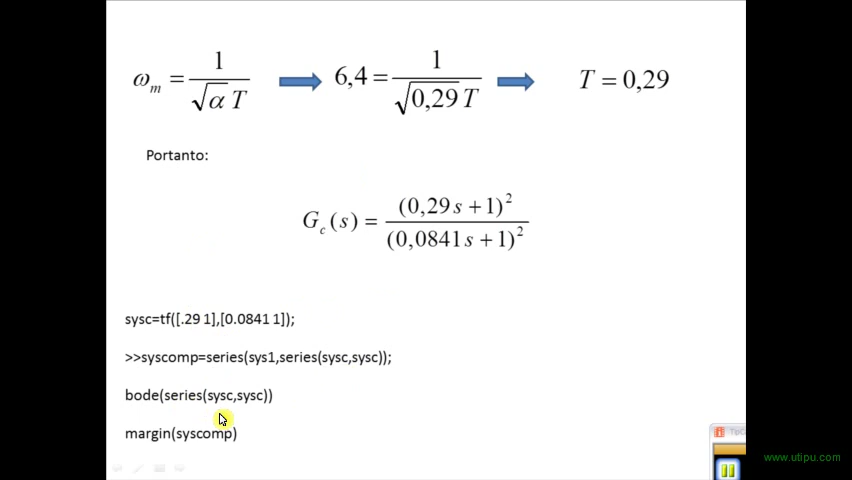 ω_m = 1 / (√α T) 6,4 = 1 / (√0,29 T) T = 0,29
Portanto:
G_c(s) = (0,29s + 1)² / (0,0841s + 1)²
sysc=tf([.29 1],[0.0841 1]);
>>syscomp=series(sys1,series(sysc,sysc));
bode(series(sysc,sysc))
margin(syscomp)
www.utipu.com